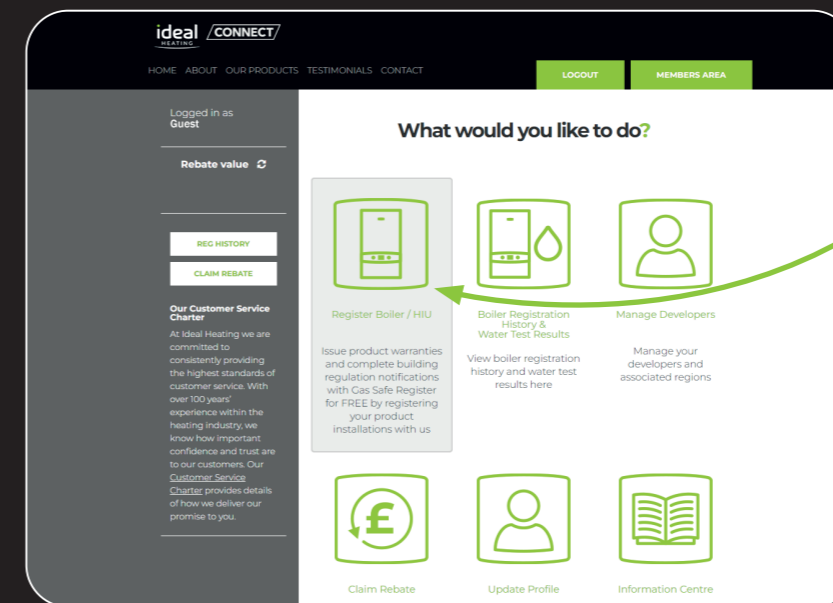 ideal
HEATING
CONNECT
HOME ABOUT OUR PRODUCTS TESTIMONIALS CONTACT
LOGOUT
MEMBERS AREA
Logged in as
Guest
Rebate value
REG HISTORY
CLAIM REBATE
Our Customer Service
Charter
At Ideal Heating we are
committed to
consistently providing
the highest standards of
customer service. With
over 100 years'
experience within the
heating industry, we
know how important
confidence and trust are
to our customers. Our
Customer Service
Charter provides details
of how we deliver our
promise to you.
What would you like to do?
Register Boiler / HIU
Issue product warranties
and complete building
regulation notifications
with Gas Safe Register
for FREE by registering
your product
installations with us
Boiler Registration
History &
Water Test Results
View boiler registration
history and water test
results here
Manage Developers
Manage your
developers and
associated regions
£
Claim Rebate
Update Profile
Information Centre